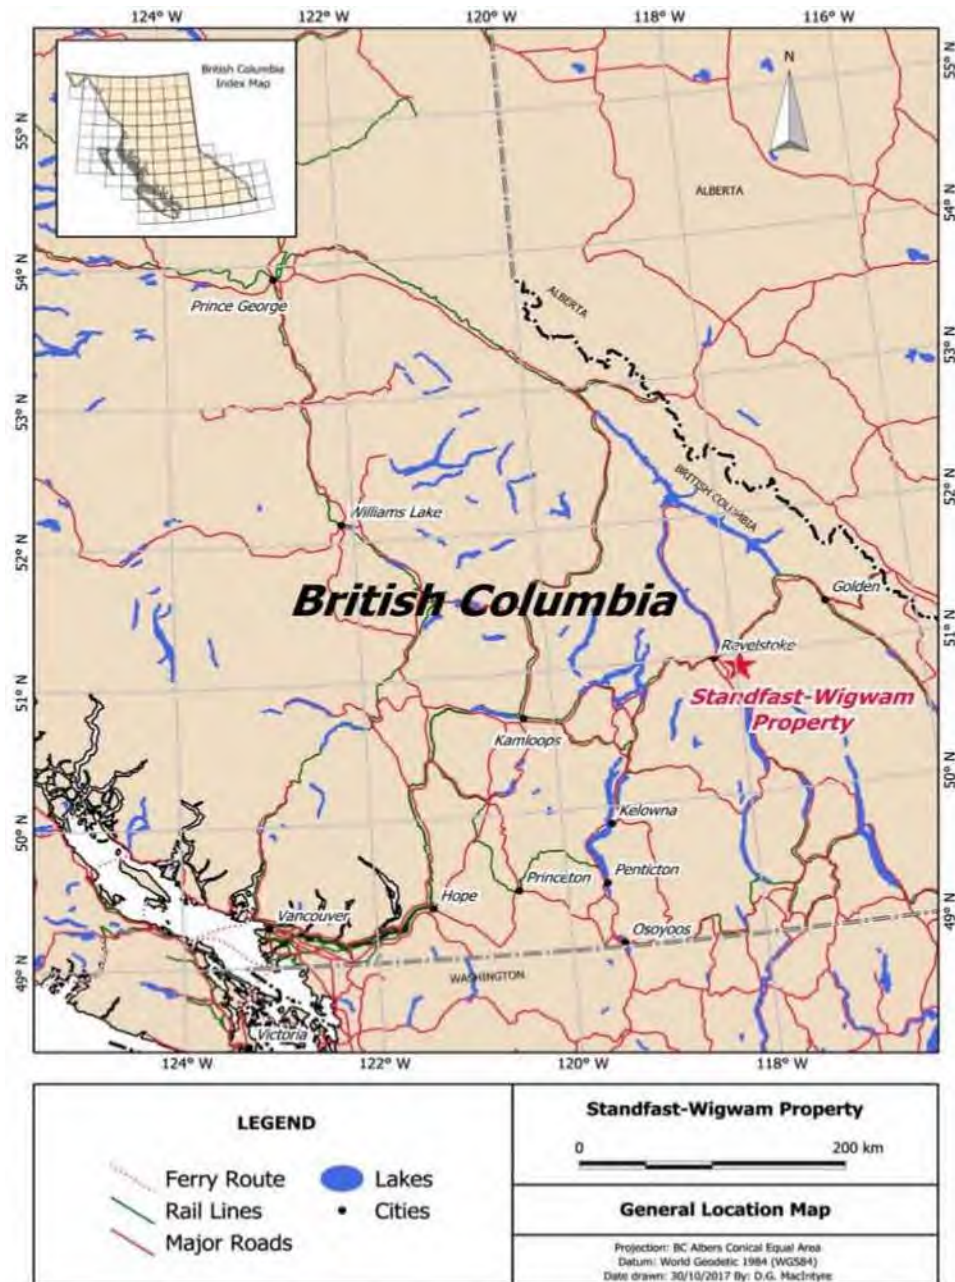 124° W
122° W
120° W
118° W
116° W
British Columbia
Index Map
N
55° N
55° N
ALBERTA
54° N
54° N
ALBERTA
Prince George
53° N
53° N
BRITISH COLUMBIA
52° N
Williams Lake
52° N
Golden
British Columbia
51° N
Revelstoke
51° N
Standfast-Wigwam
Property
Kamloops
50° N
50° N
Kelowna
Penticton
Princeton
Hope
49° N
Vancouver
Osoyoos
49° N
WASHINGTON
Victoria
124° W
122° W
120° W
118° W
LEGEND
Ferry Route
Lakes
Rail Lines
Cities
Major Roads
Standfast-Wigwam Property
0
200 km
General Location Map
Projection: BC Albers Conical Equal Area
Datum: World Geodetic 1984 (WGS84)
Date drawn: 30/10/2017 By: D.G. MacIntyre